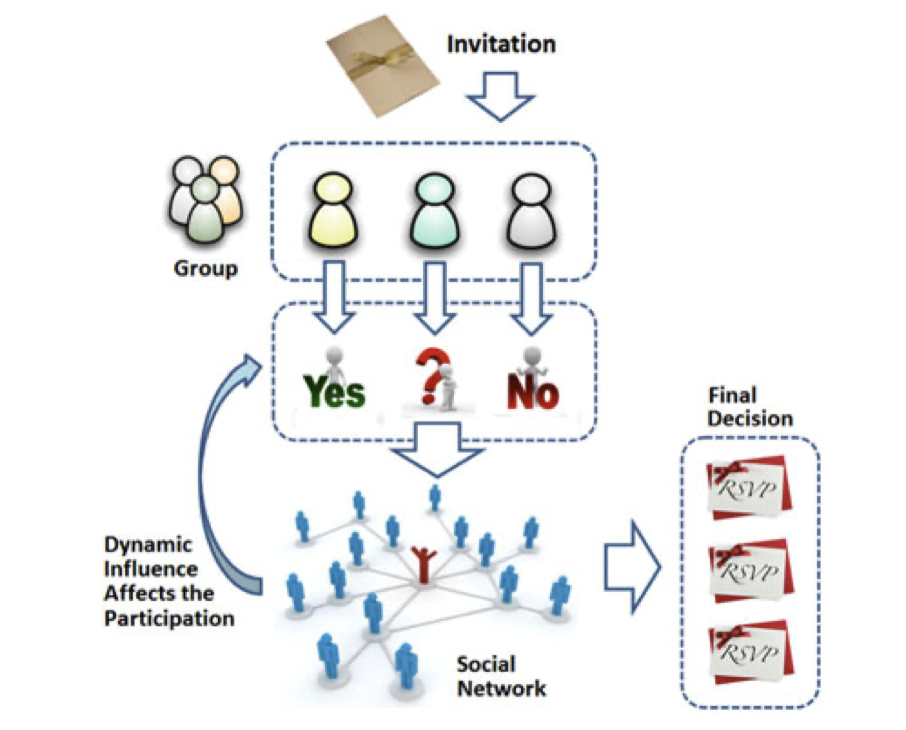 Invitation
Group
Yes
?
No
Final
Decision
RSVP
RSVP
RSVP
Dynamic
Influence
Affects the
Participation
Social
Network